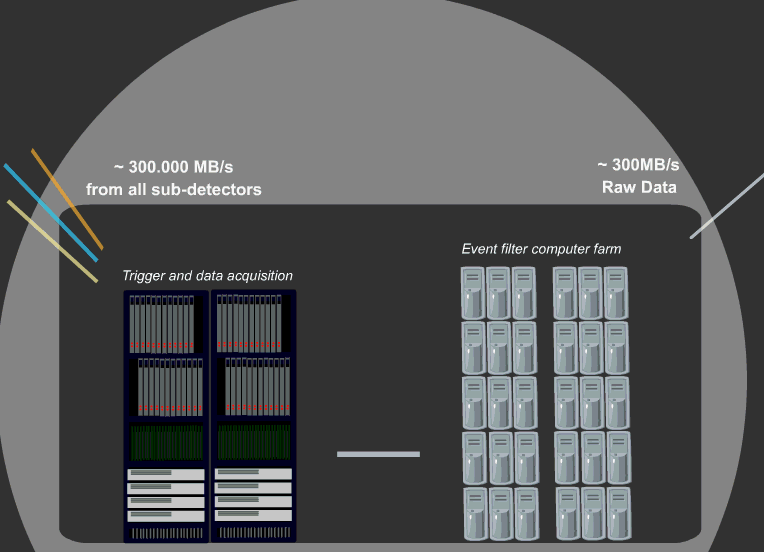 ~ 300.000 MB/s
from all sub-detectors
~ 300MB/s
Raw Data
Event filter computer farm
Trigger and data acquisition